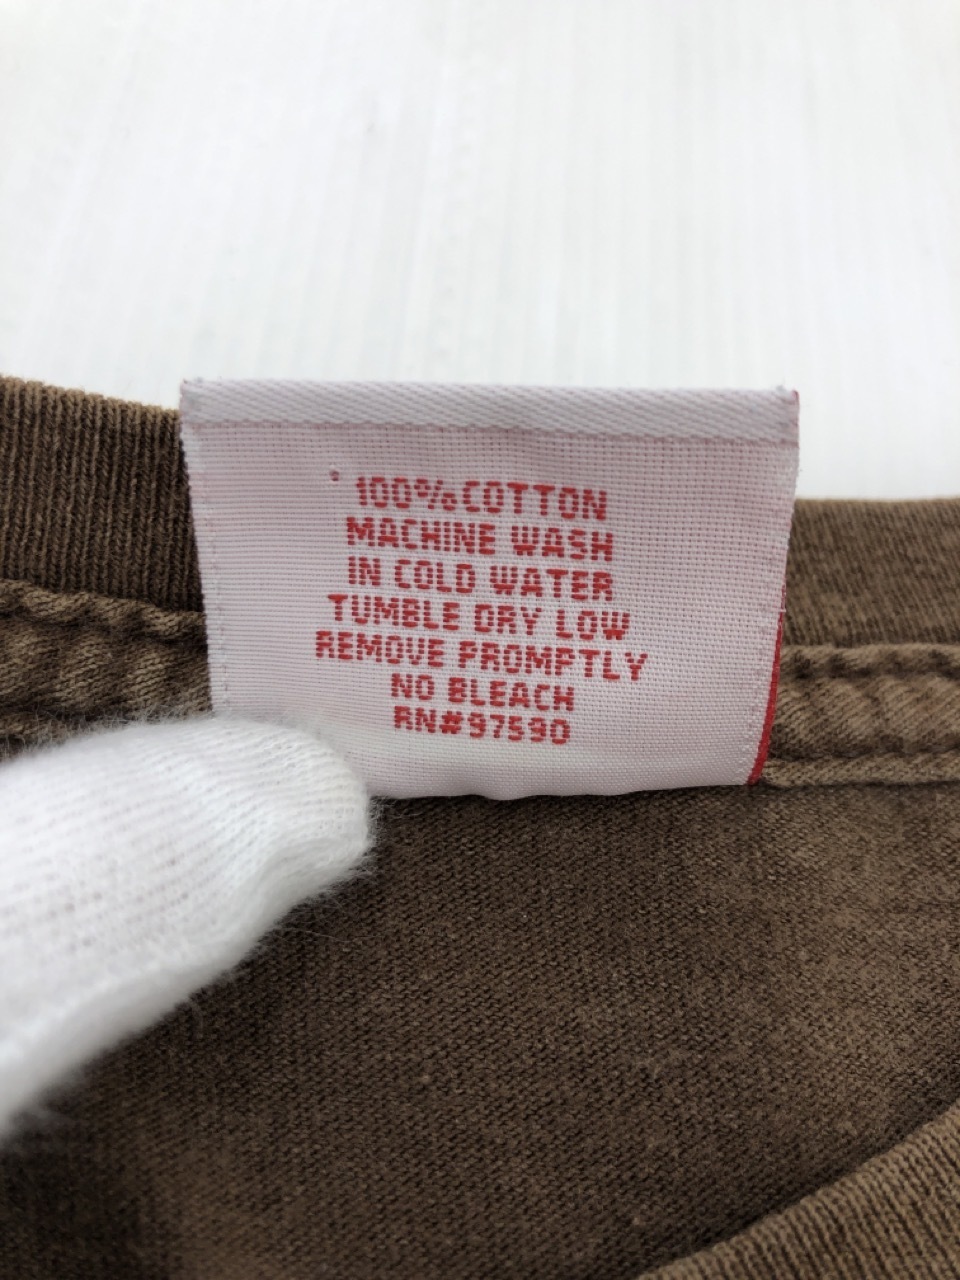 100% COTTON
MACHINE WASH
IN COLD WATER
TUMBLE DRY LOW
REMOVE PROMPTLY
NO BLEACH
RN#97590